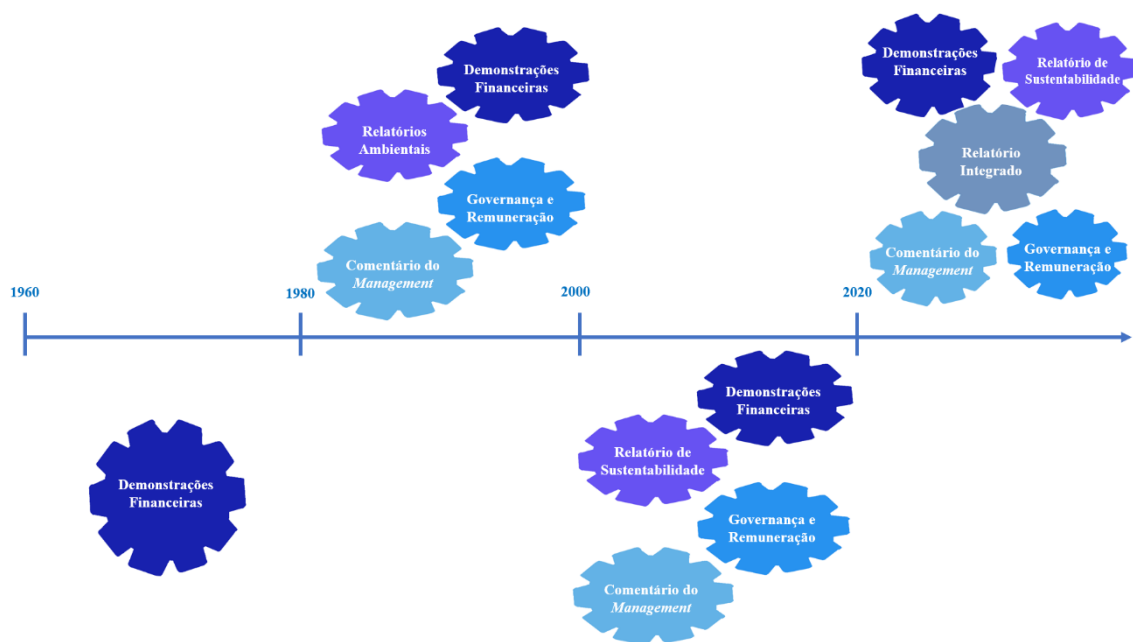 Demonstrações
Financeiras
Relatórios
Ambientais
Governança e
Remuneração
Comentário do
Management
Demonstrações
Financeiras
Relatório de
Sustentabilidade
Relatório
Integrado
Comentário do
Management
Governança e
Remuneração
1960
1980
2000
2020
Demonstrações
Financeiras
Demonstrações
Financeiras
Relatório de
Sustentabilidade
Governança e
Remuneração
Comentário do
Management